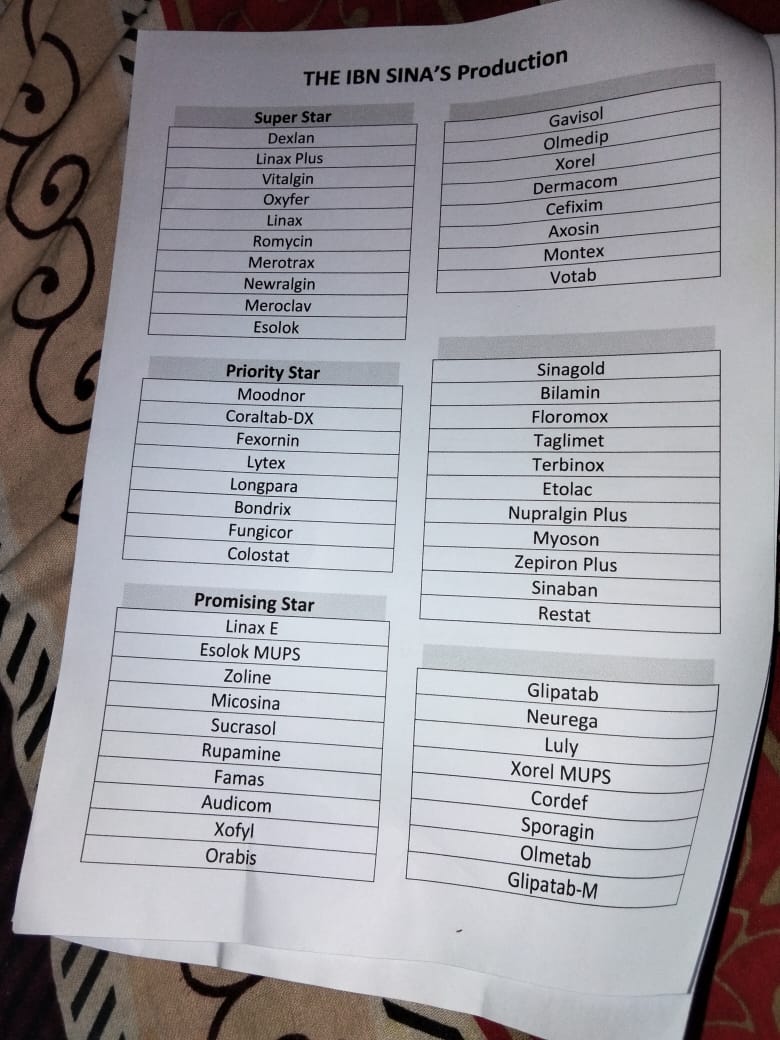 THE IBN SINA'S Production
Super Star
Dexlan
Linax Plus
Vitalgin
Oxyfer
Linax
Romycin
Merotrax
Newralgin
Meroclav
Esolok
Gavisol
Olmedip
Xorel
Dermacom
Cefixim
Axosin
Montex
Votab
Priority Star
Moodnor
Coraltab-DX
Fexornin
Lytex
Longpara
Bondrix
Fungicor
Colostat
Sinagold
Bilamin
Floromox
Taglimet
Terbinox
Etolac
Nupralgin Plus
Myoson
Zepiron Plus
Sinaban
Restat
Promising Star
Linax E
Esolok MUPS
Zoline
Micosina
Sucrasol
Rupamine
Famas
Audicom
Xofyl
Orabis
Glipatab
Neurega
Luly
Xorel MUPS
Cordef
Sporagin
Olmetab
Glipatab-M